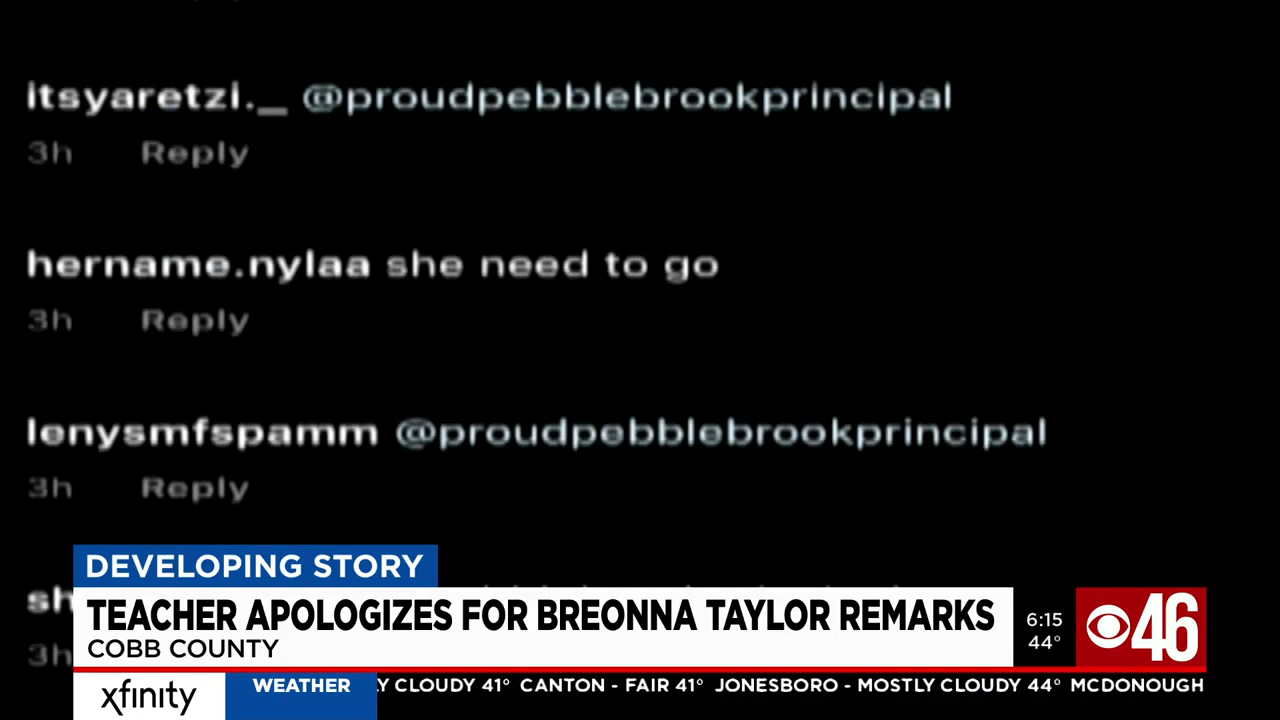 itsyaretzi._ @proudpebblebrookprincipal
3h Reply
hername.nylaa she need to go
3h Reply
lenysmfspamm @proudpebblebrookprincipal
3h Reply
DEVELOPING STORY
sh
TEACHER APOLOGIZES FOR BREONNA TAYLOR REMARKS
COBB COUNTY
3h
6:15
44°
46
xfinity
WEATHER
Y CLOUDY 41° CANTON - FAIR 41° JONESBORO - MOSTLY CLOUDY 44° MCDONOUGH